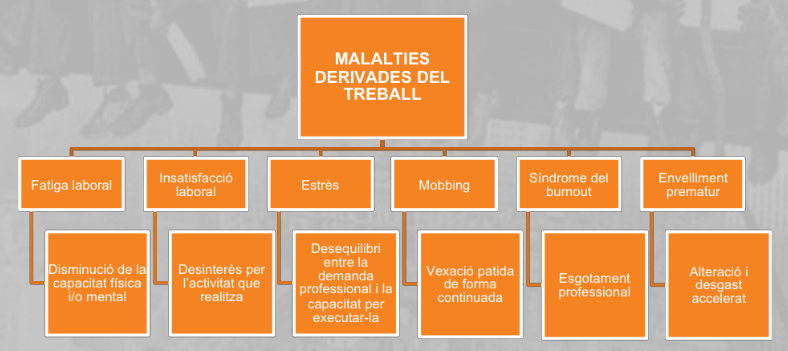 MALALTIES
DERIVADES DEL
TREBALL
Fatiga laboral
Insatisfacció
laboral
Estrès
Mobbing
Síndrome del
burnout
Envelliment
prematur
Disminució de la
capacitat física
i/o mental
Desinterès per
l'activitat que
realitza
Desequilibri
entre la
demanda
professional i la
capacitat per
executar-la
Vexació patida
de forma
continuada
Esgotament
professional
Alteració i
desgast
accelerat